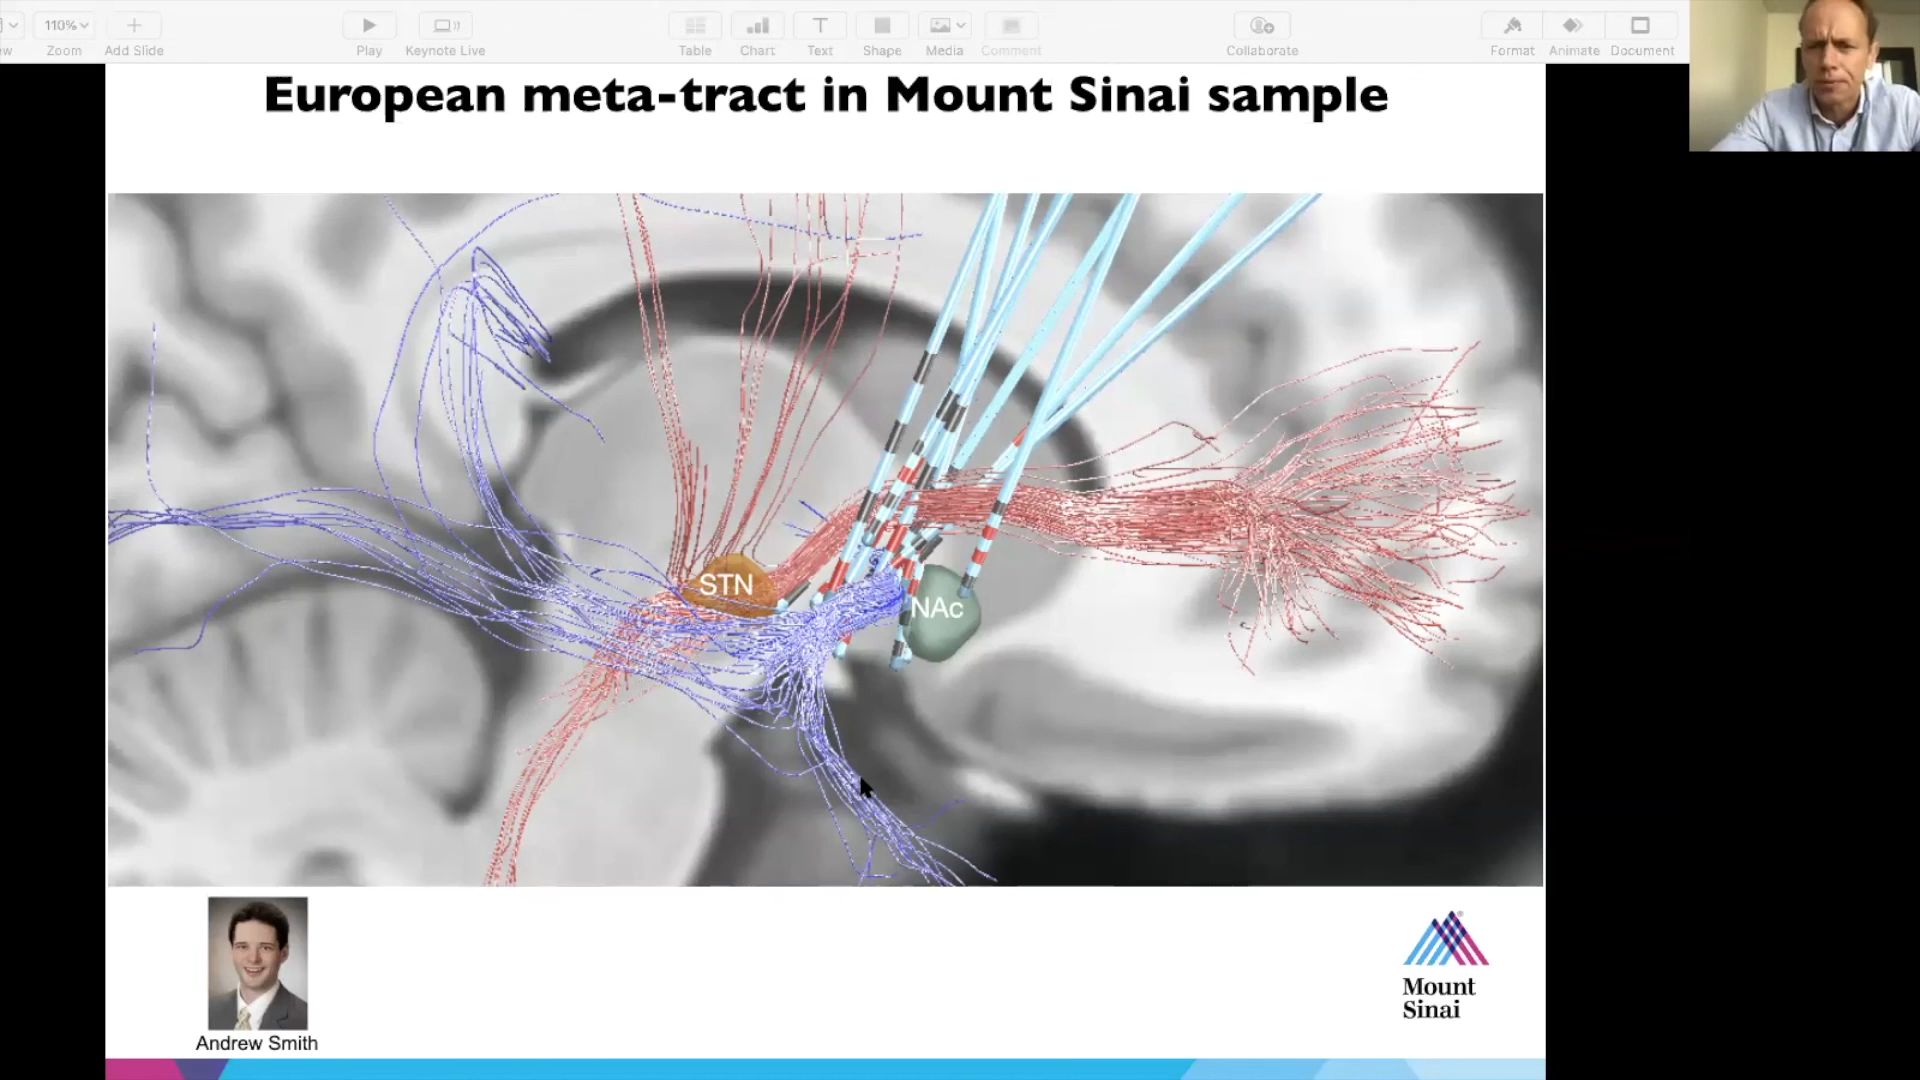 110%
Zoom
Add Slide
Play
Keynote Live
Table
Chart
Text
Shape
Media
Comment
Collaborate
Format
Animate
Document
European meta-tract in Mount Sinai sample
STN
NAc
Andrew Smith
Mount
Sinai